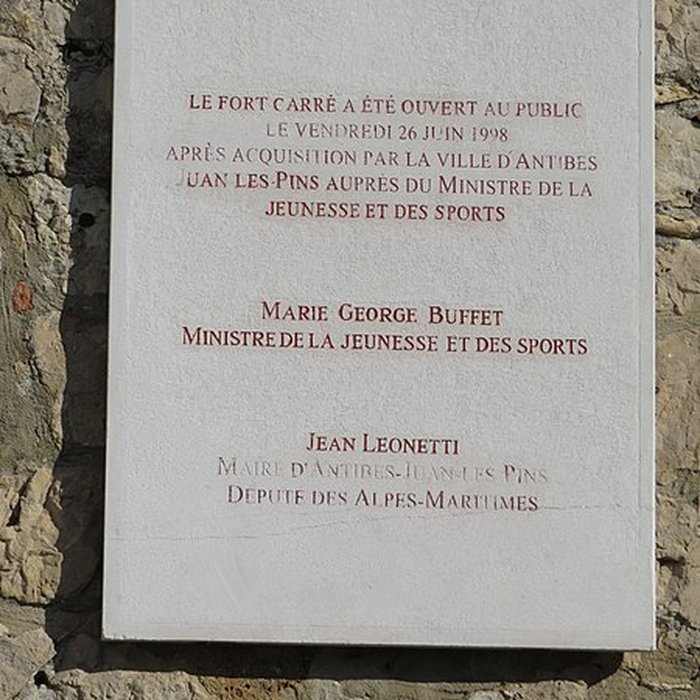 LE FORT CARRÉ A ÉTÉ OUVERT AU PUBLIC
LE VENDREDI 26 JUIN 1998
APRÈS ACQUISITION PAR LA VILLE D'ANTIBES
JUAN LES-PINS AUPRÈS DU MINISTRE DE LA
JEUNESSE ET DES SPORTS
MARIE GEORGE BUFFET
MINISTRE DE LA JEUNESSE ET DES SPORTS
JEAN LEONETTI
MAIRE D'ANTIBES-JUAN-LES PINS
DÉPUTÉ DES ALPES-MARITIMES